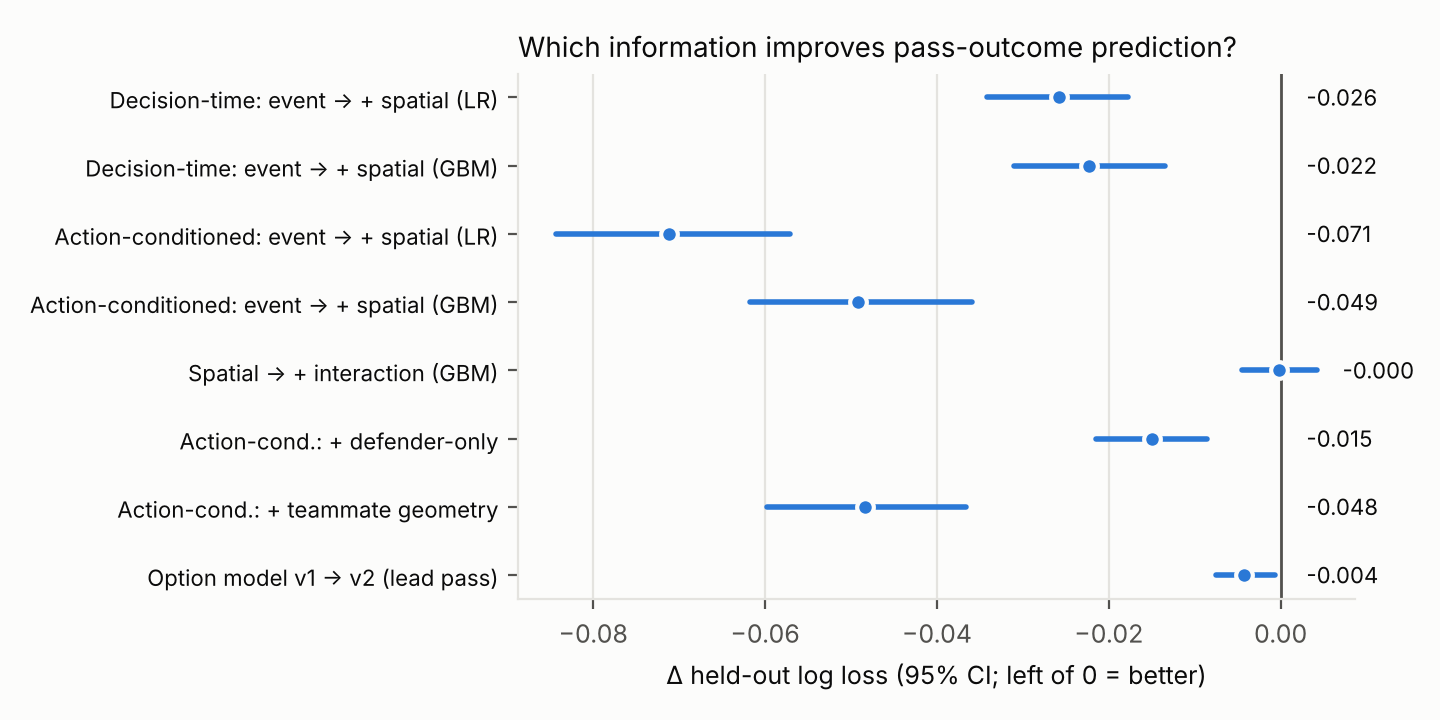 Which information improves pass-outcome prediction?
Decision-time: event → + spatial (LR)
-0.026
Decision-time: event → + spatial (GBM)
-0.022
Action-conditioned: event → + spatial (LR)
-0.071
Action-conditioned: event → + spatial (GBM)
-0.049
Spatial → + interaction (GBM)
-0.000
Action-cond.: + defender-only
-0.015
Action-cond.: + teammate geometry
-0.048
Option model v1 → v2 (lead pass)
-0.004
−0.08 −0.06 −0.04 −0.02 0.00
Δ held-out log loss (95% CI; left of 0 = better)